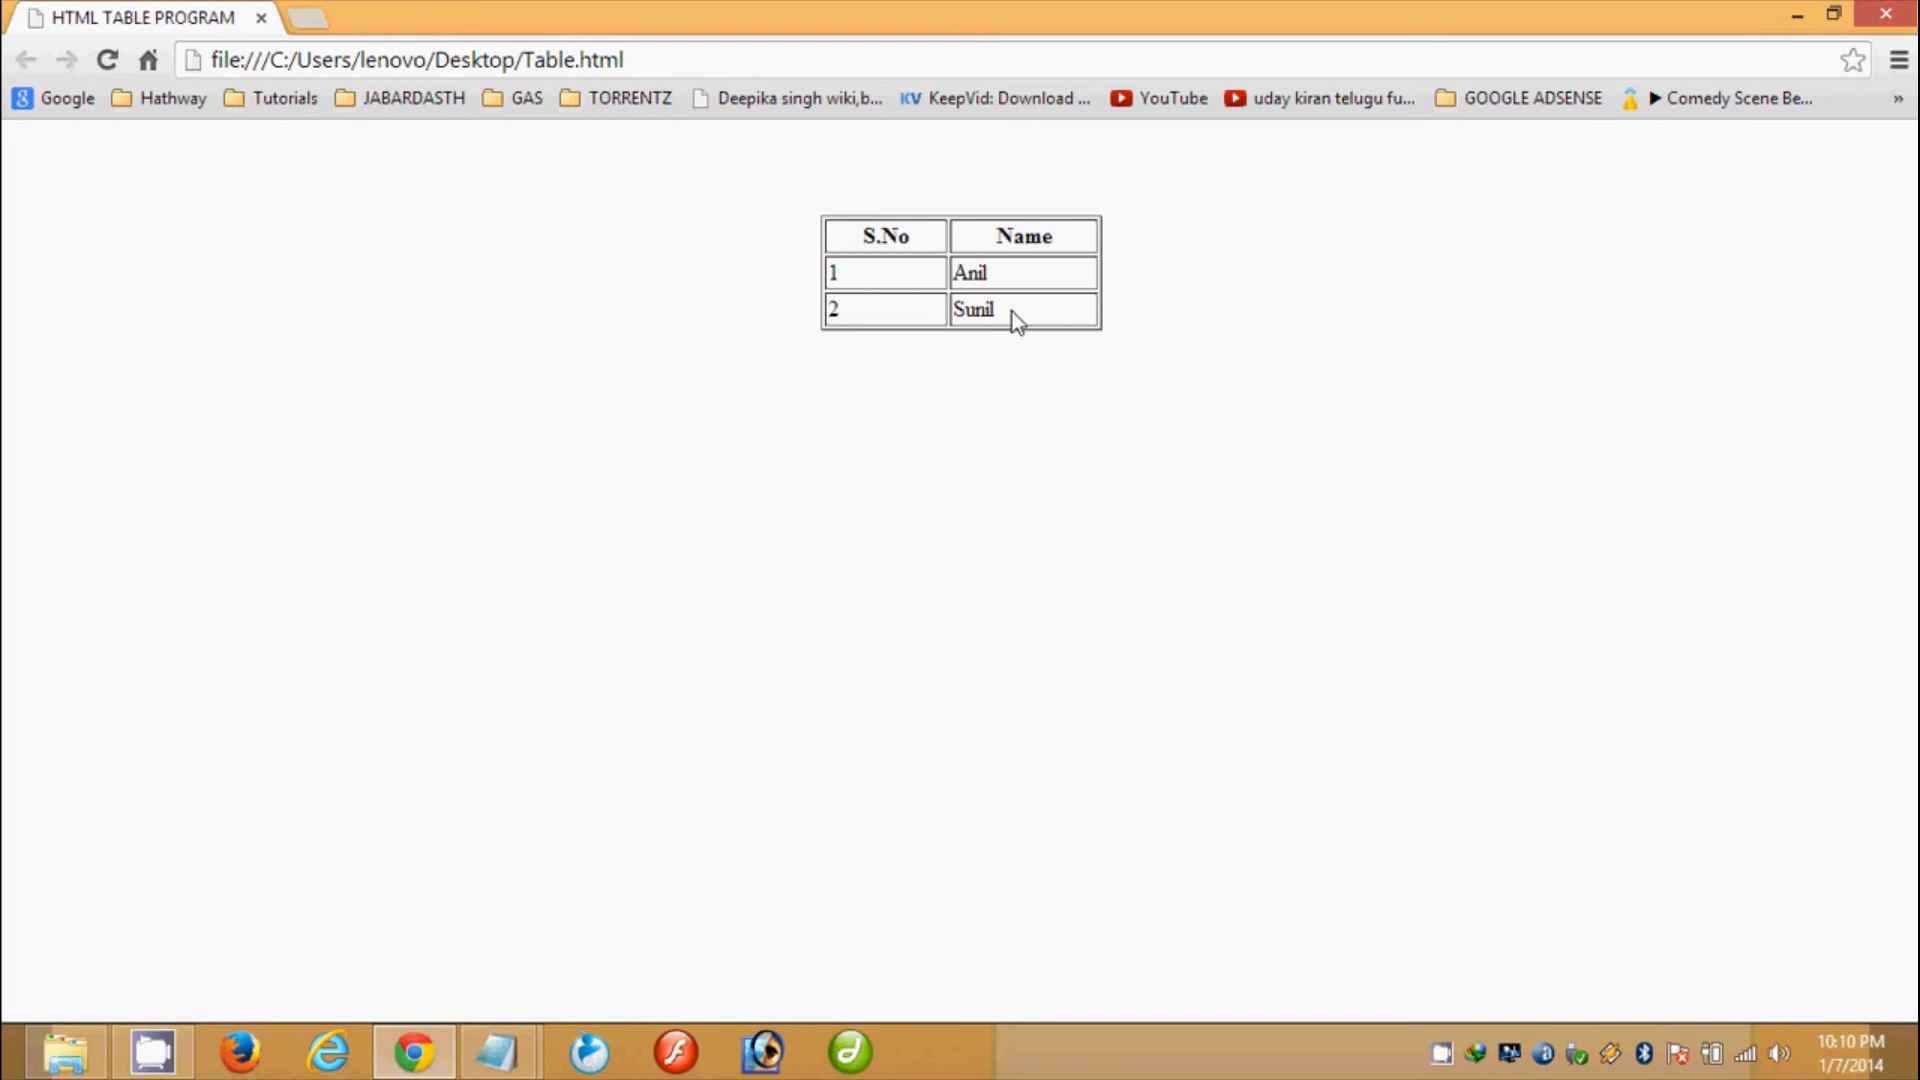 HTML TABLE PROGRAM
file:///C:/Users/lenovo/Desktop/Table.html
Google Hathway Tutorials JABARDASTH GAS TORRENTZ Deepika singh wiki,b... KV KeepVid: Download ... YouTube uday kiran telugu fu... GOOGLE ADSENSE ▶ Comedy Scene Be... »
S.No Name
1 Anil
2 Sunil
10:10 PM
1/7/2014